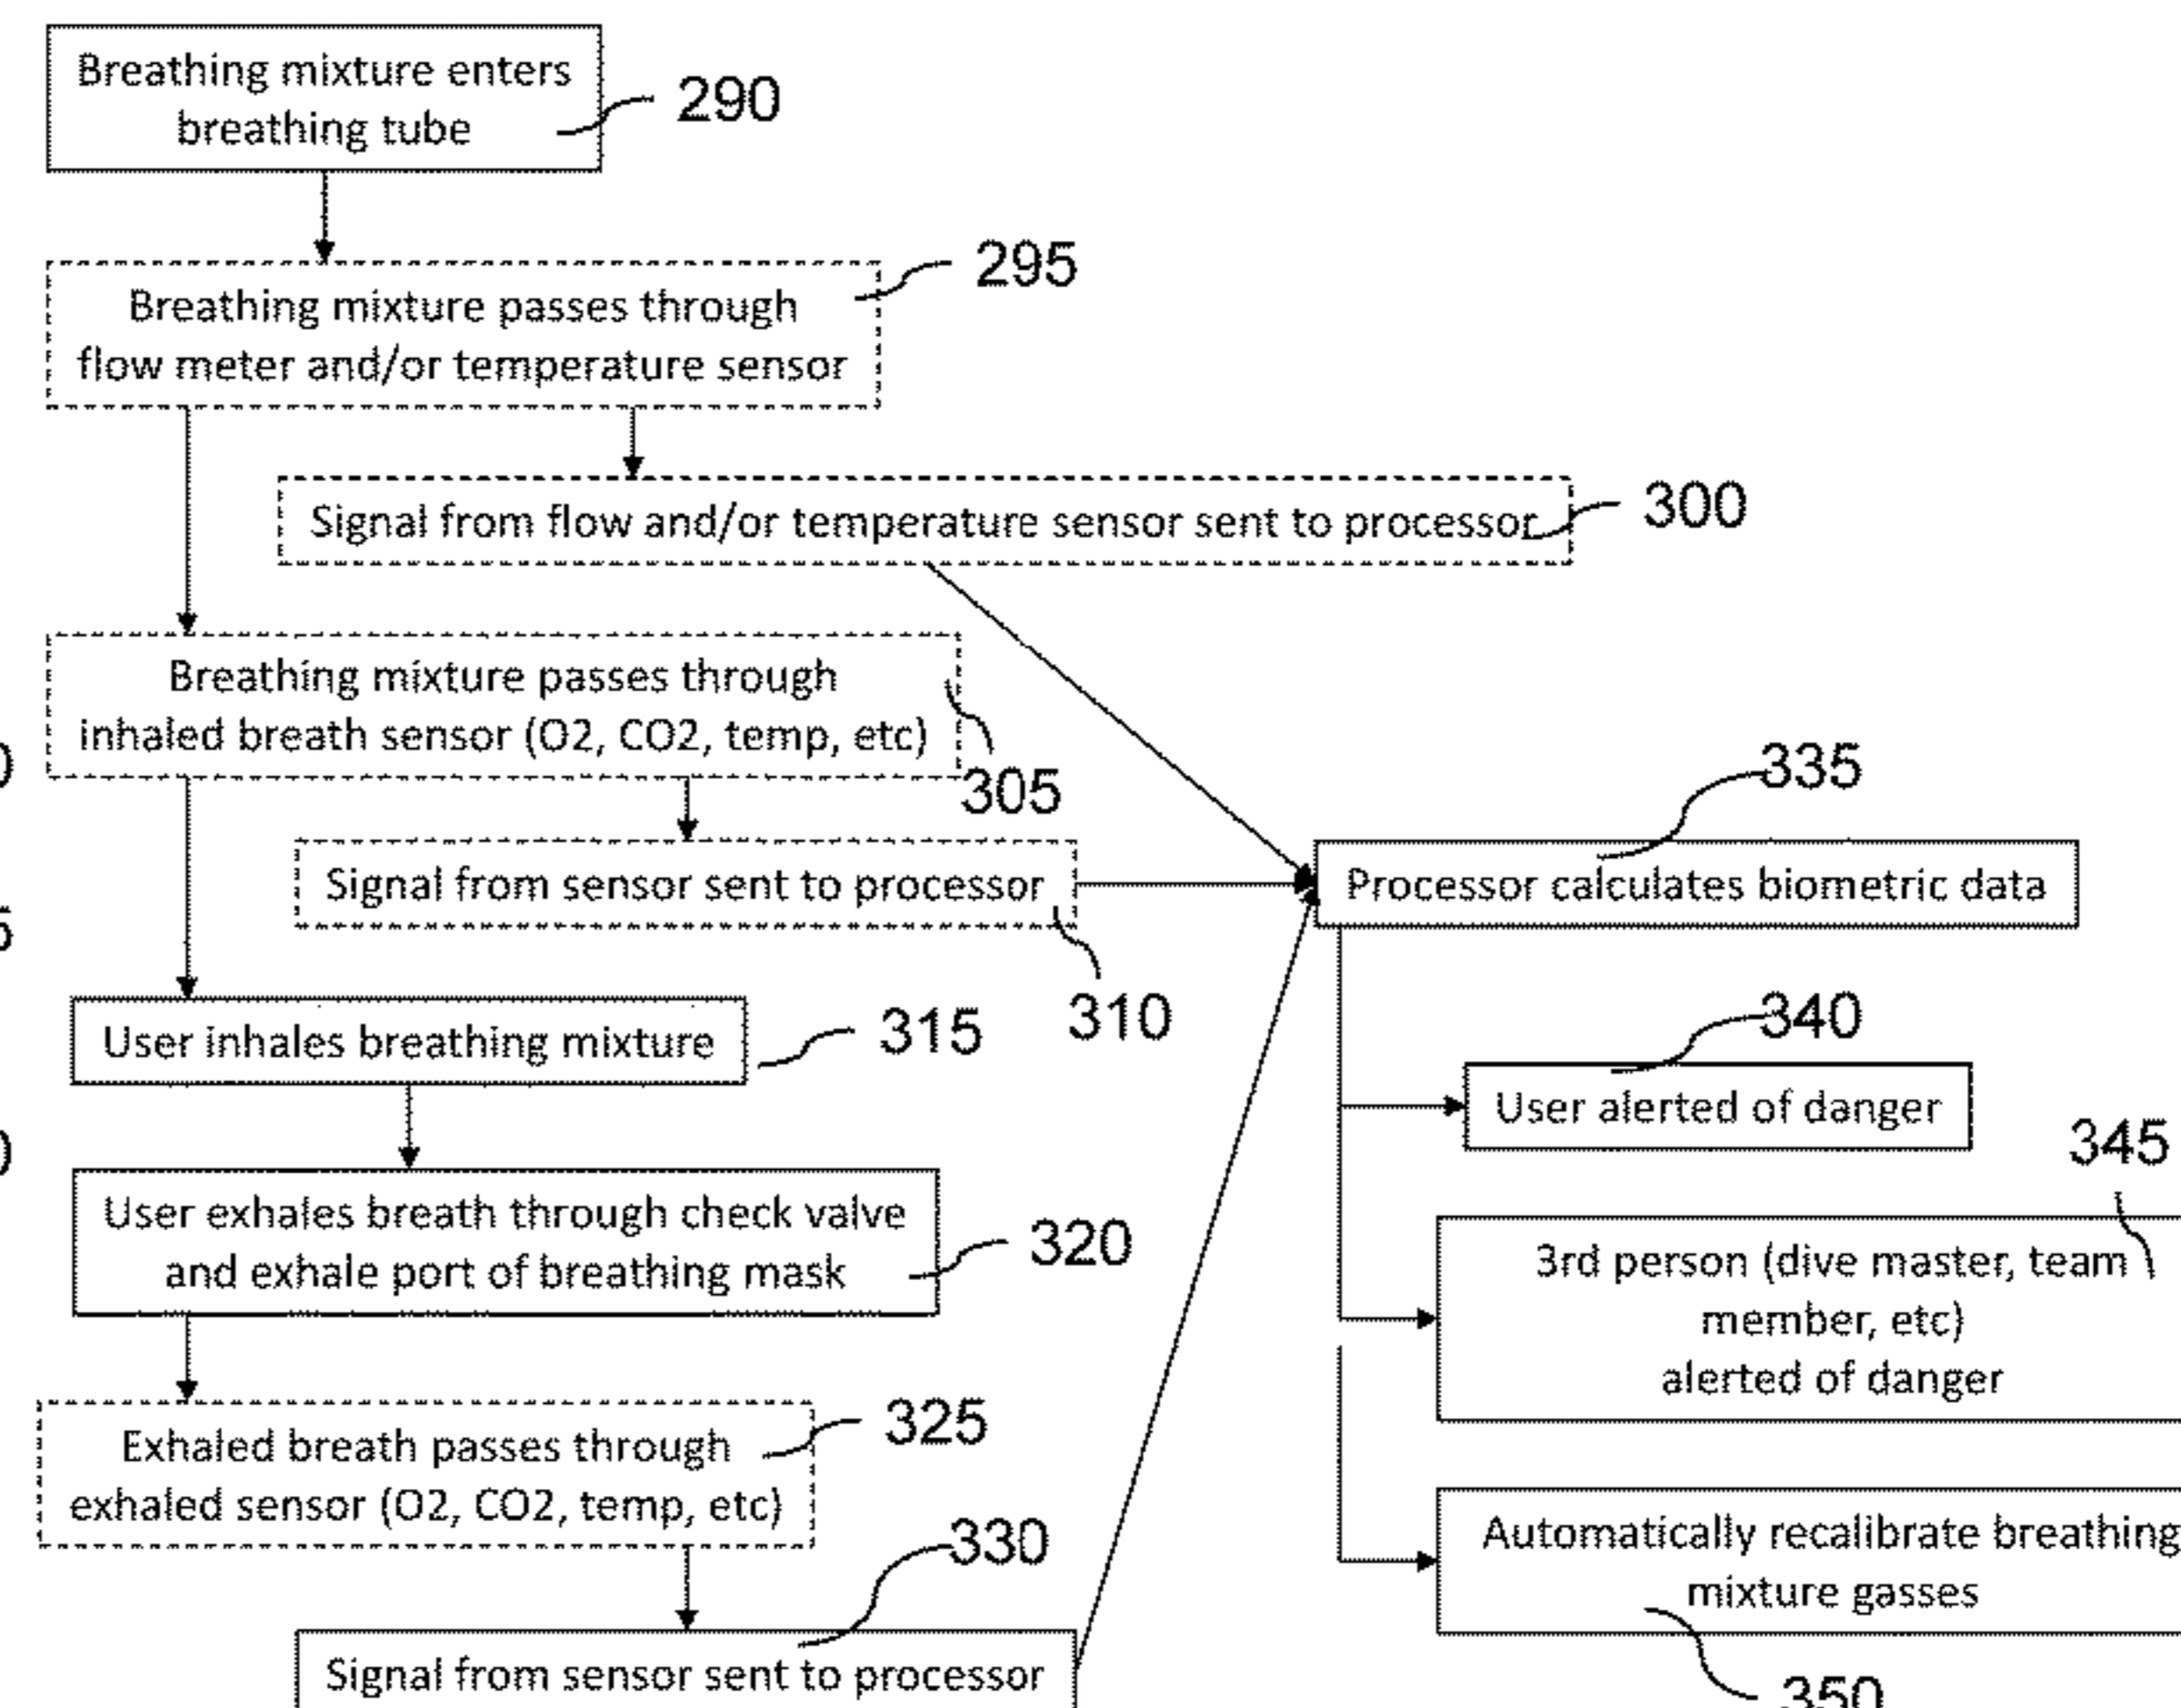 Breathing mixture enters
breathing tube
290
Breathing mixture passes through
flow meter and/or temperature sensor
295
Signal from flow and/or temperature sensor sent to processor
300
Breathing mixture passes through
inhaled breath sensor (O2, CO2, temp, etc)
305
Signal from sensor sent to processor
310
User inhales breathing mixture
315
User exhales breath through check valve
and exhale port of breathing mask
320
Exhaled breath passes through
exhaled sensor (O2, CO2, temp, etc)
325
Signal from sensor sent to processor
330
Processor calculates biometric data
335
User alerted of danger
340
3rd person (dive master, team
member, etc)
alerted of danger
345
Automatically recalibrate breathing
mixture gasses
350